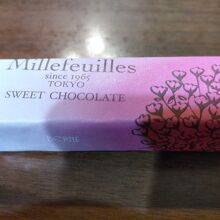 Millefeuilles
since 1965
TOKYO
SWEET CHOCOLATE